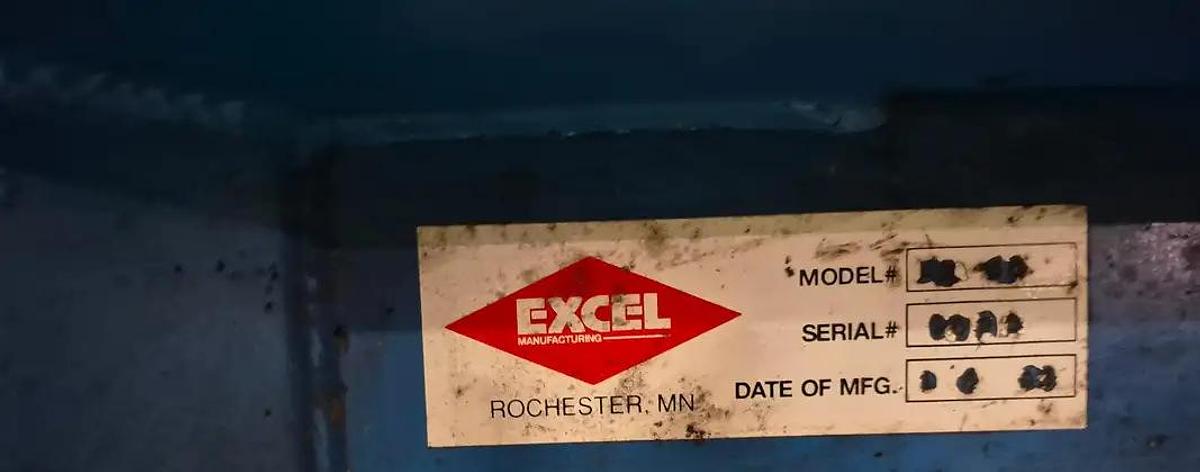 EXCEL
MANUFACTURING
ROCHESTER, MN
MODEL#
SERIAL#
DATE OF MFG.